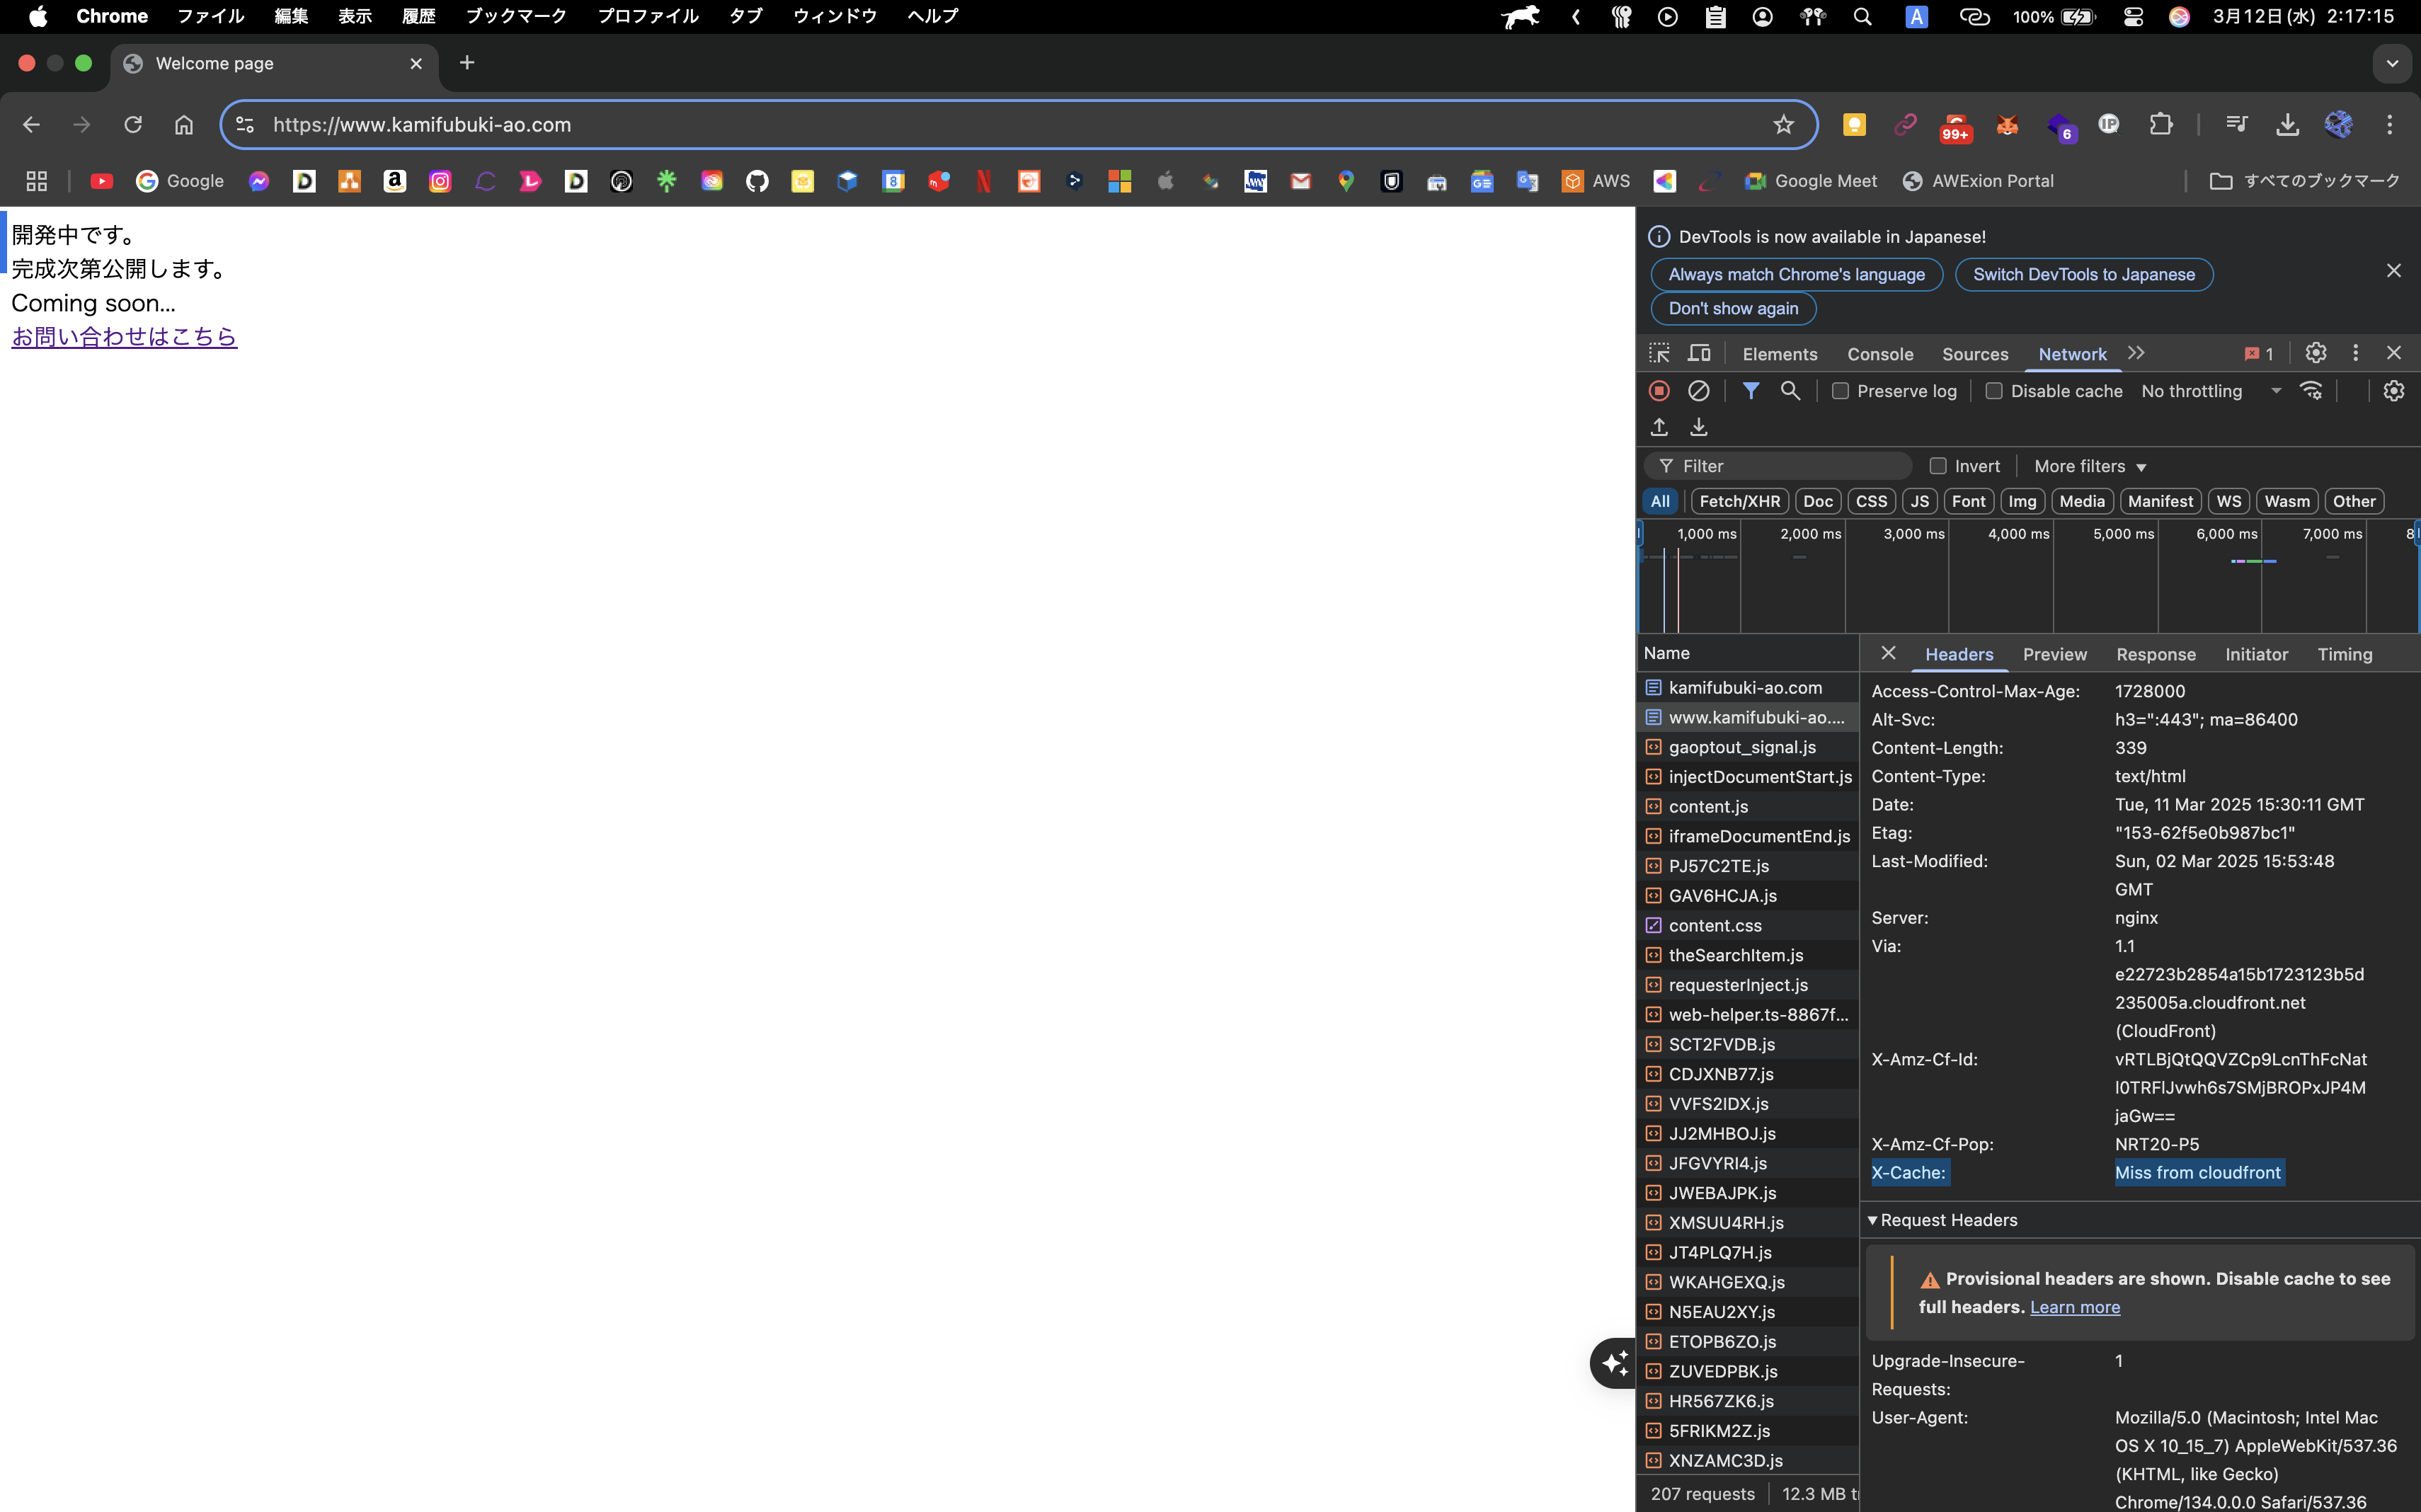 Chrome ファイル 編集 表示 履歴 ブックマーク プロファイル タブ ウィンドウ ヘルプ A 100% 3月12日(水) 2:17:15
Welcome page
https://www.kamifubuki-ao.com 99+ 6 IP
Google AWS Google Meet AWExion Portal すべてのブックマーク
開発中です。
完成次第公開します。
Coming soon...
お問い合わせはこちら
DevTools is now available in Japanese!
Always match Chrome's language Switch DevTools to Japanese
Don't show again
Elements Console Sources Network 1
Preserve log Disable cache No throttling
Filter Invert More filters
All Fetch/XHR Doc CSS JS Font Img Media Manifest WS Wasm Other
1,000 ms 2,000 ms 3,000 ms 4,000 ms 5,000 ms 6,000 ms 7,000 ms 8
Name
kamifubuki-ao.com
www.kamifubuki-ao....
gaoptout_signal.js
injectDocumentStart.js
content.js
iframeDocumentEnd.js
PJ57C2TE.js
GAV6HCJA.js
content.css
theSearchItem.js
requesterInject.js
web-helper.ts-8867f...
SCT2FVDB.js
CDJXNB77.js
VVFS2IDX.js
JJ2MHBOJ.js
JFGVYRI4.js
JWEBAJPK.js
XMSUU4RH.js
JT4PLQ7H.js
WKAHGEXQ.js
N5EAU2XY.js
ETOPB6ZO.js
ZUVEDPBK.js
HR567ZK6.js
5FRIKM2Z.js
XNZAMC3D.js
207 requests 12.3 MB tr
Headers Preview Response Initiator Timing
Access-Control-Max-Age: 1728000
Alt-Svc: h3=":443"; ma=86400
Content-Length: 339
Content-Type: text/html
Date: Tue, 11 Mar 2025 15:30:11 GMT
Etag: "153-62f5e0b987bc1"
Last-Modified: Sun, 02 Mar 2025 15:53:48
GMT
Server: nginx
Via: 1.1
e22723b2854a15b1723123b5d
235005a.cloudfront.net
(CloudFront)
X-Amz-Cf-Id: vRTLBjQtQQVZCp9LcnThFcNat
l0TRFlJvwh6s7SMjBROPxJP4M
jaGw==
X-Amz-Cf-Pop: NRT20-P5
X-Cache: Miss from cloudfront
Request Headers
Provisional headers are shown. Disable cache to see
full headers. Learn more
Upgrade-Insecure- 1
Requests:
User-Agent: Mozilla/5.0 (Macintosh; Intel Mac
OS X 10_15_7) AppleWebKit/537.36
(KHTML, like Gecko)
Chrome/134.0.0.0 Safari/537.36